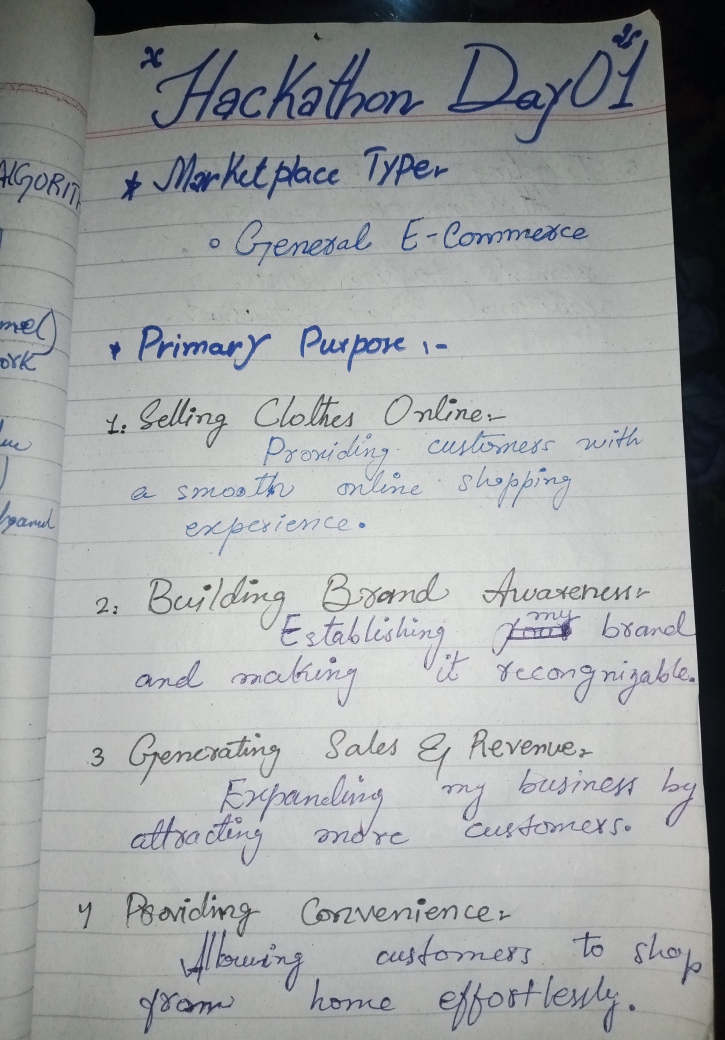 "Hackathon Day 01"
* Marketplace Type:-
° General E-Commerce
* Primary Purpose :-
1. Selling Clothes Online:-
Providing customers with
a smooth online shopping
experience.
2. Building Brand Awareness:-
Establishing my brand
and making it recongnizable.
3 Generating Sales & Revenue:-
Expanding my business by
attracting more customers.
4 Providing Convenience:-
Allowing customers to shop
from home effortlessly.
ALGORIT
mel)
ork